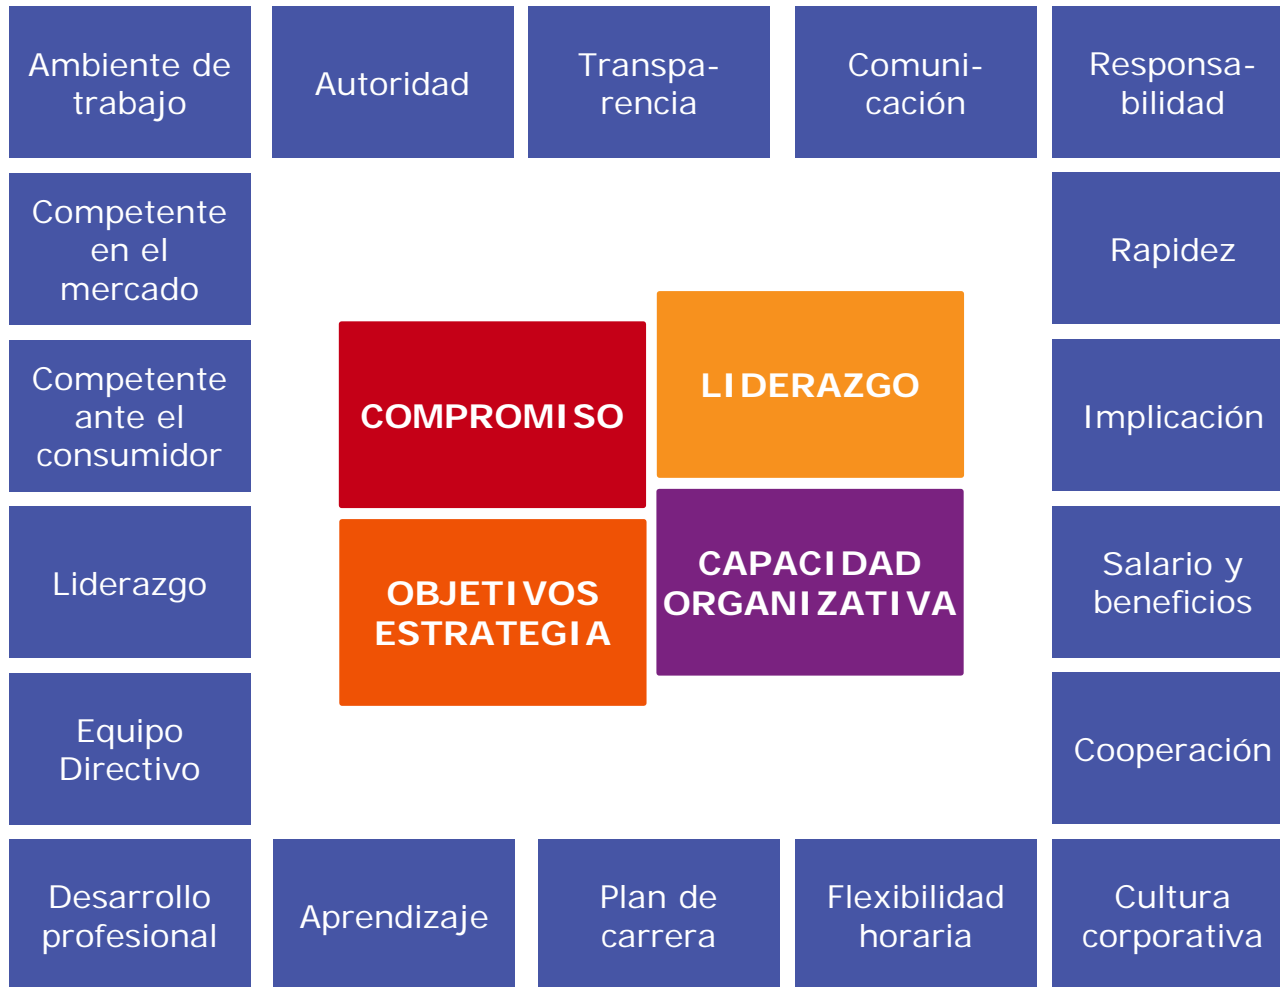 Ambiente de
trabajo
Autoridad
Transpa-
rencia
Comuni-
cación
Responsa-
bilidad
Competente
en el
mercado
Rapidez
COMPROMISO
LIDERAZGO
Competente
ante el
consumidor
Implicación
Liderazgo
OBJETIVOS
ESTRATEGIA
CAPACIDAD
ORGANIZATIVA
Salario y
beneficios
Equipo
Directivo
Cooperación
Desarrollo
profesional
Aprendizaje
Plan de
carrera
Flexibilidad
horaria
Cultura
corporativa